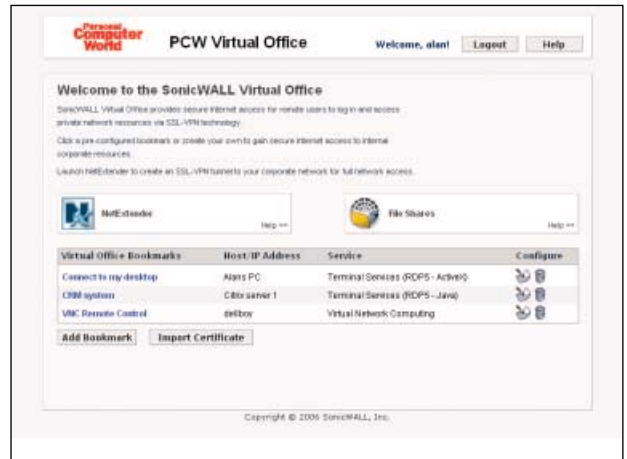 Personal
Computer
World
PCW Virtual Office
Welcome, alan!
Logout
Help
Welcome to the SonicWALL Virtual Office
SonicWALL Virtual Office provides secure Internet access for remote users to log in and access
private network resources via SSL-VPN technology.
Click a pre-configured bookmark or create your own to gain secure internet access to internal
corporate resources.
Launch NetExtender to create an SSL-VPN tunnel to your corporate network for full network access.
NetExtender
Help >>
File Shares
Help >>
Virtual Office Bookmarks Host/IP Address Service Configure
Connect to my desktop Alans PC Terminal Services (RDP5 - ActiveX)
CRM system Citrix server 1 Terminal Services (RDP5 - Java)
VNC Remote Control dellboy Virtual Network Computing
Add Bookmark
Import Certificate
Copyright © 2006 SonicWALL, Inc.